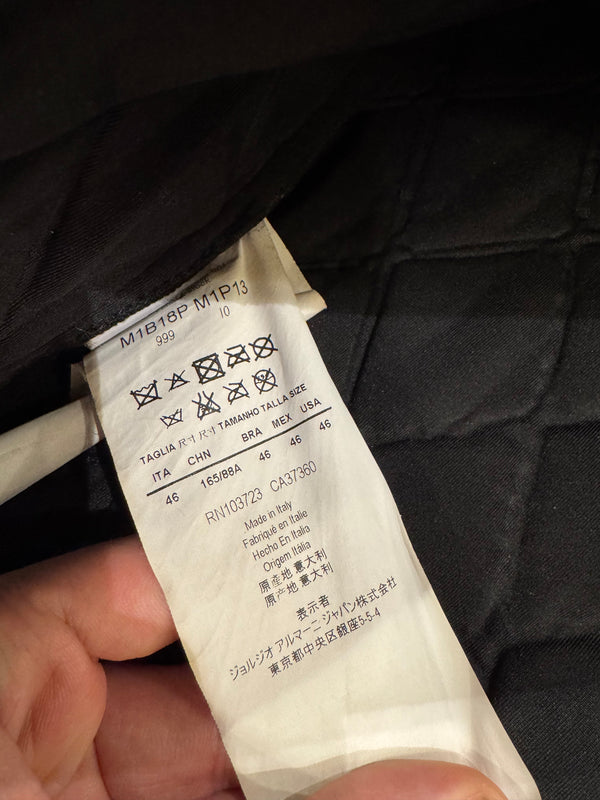 M1B18P M1P13
999 I0
TAGLIA 尺寸 尺寸 TAMANHO TALLA SIZE
ITA CHN BRA MEX USA
46 165/88A 46 46 46
RN103723 CA37360
Made in Italy
Fabriqué en Italie
Hecho En Italia
Origem Itália
原産地 意大利
原产地 意大利
表示者
ジョルジオ アルマーニ ジャパン株式会社
東京都中央区銀座5-5-4